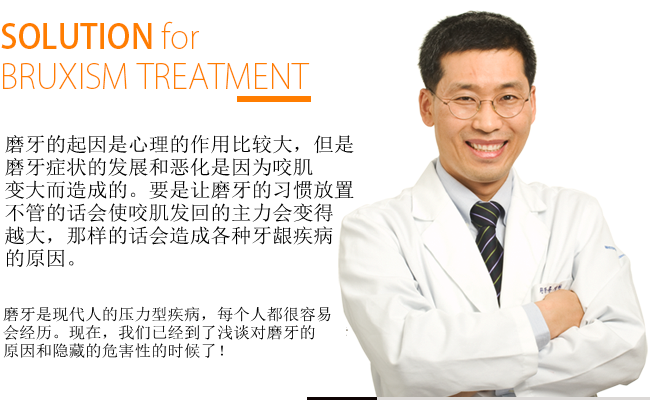 SOLUTION for
BRUXISM TREATMENT
磨牙的起因是心理的作用比较大，但是
磨牙症状的发展和恶化是因为咬肌
变大而造成的。要是让磨牙的习惯放置
不管的话会使咬肌发回的主力会变得
越大，那样的话会造成各种牙龈疾病
的原因。
磨牙是现代人的压力型疾病，每个人都很容易
会经历。现在，我们已经到了浅谈对磨牙的
原因和隐藏的危害性的时候了！